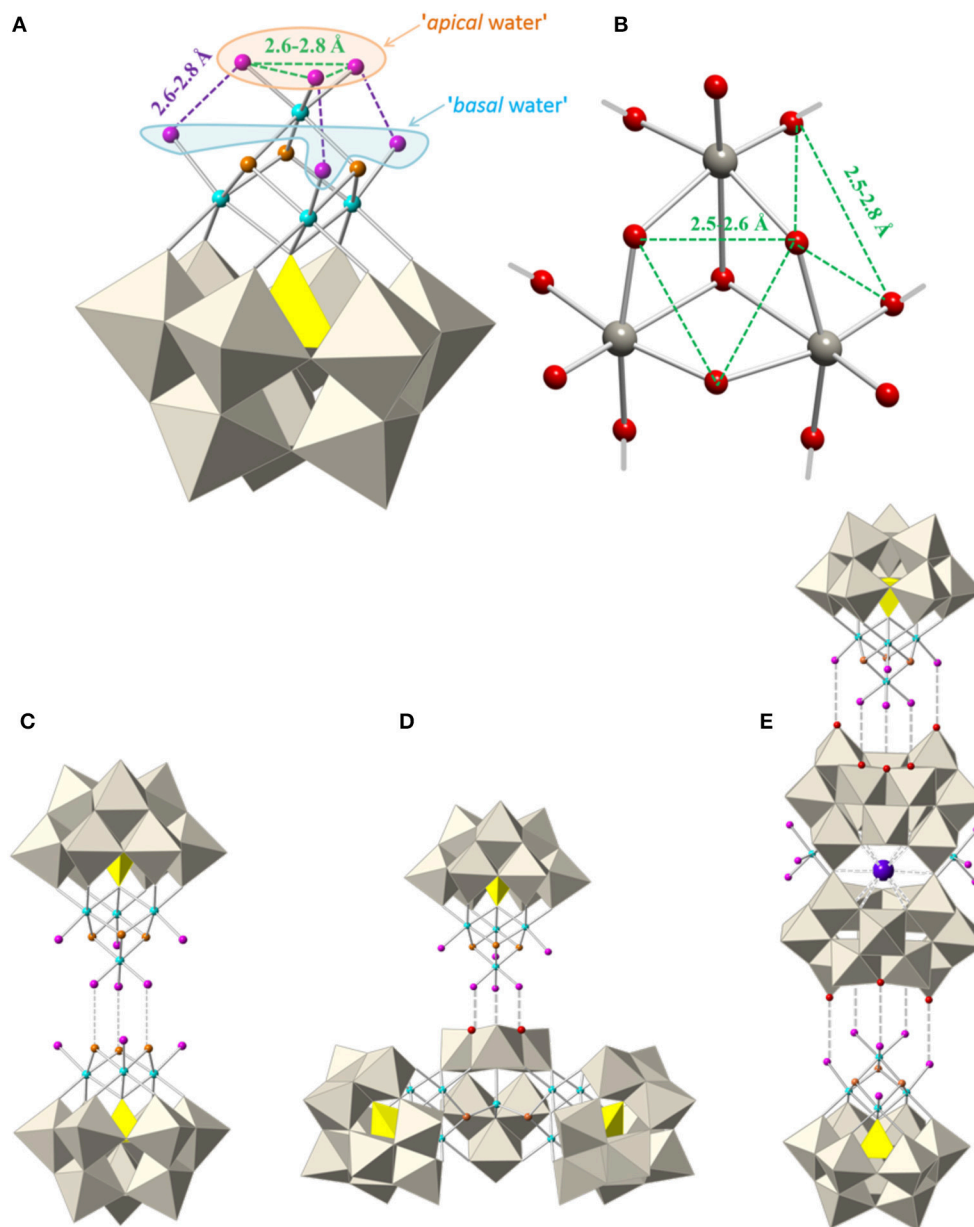 A
'apical water'
2.6-2.8 Å
2.6-2.8 Å
'basal water'
B
2.5-2.6 Å
2.5-2.8 Å
C
D
E